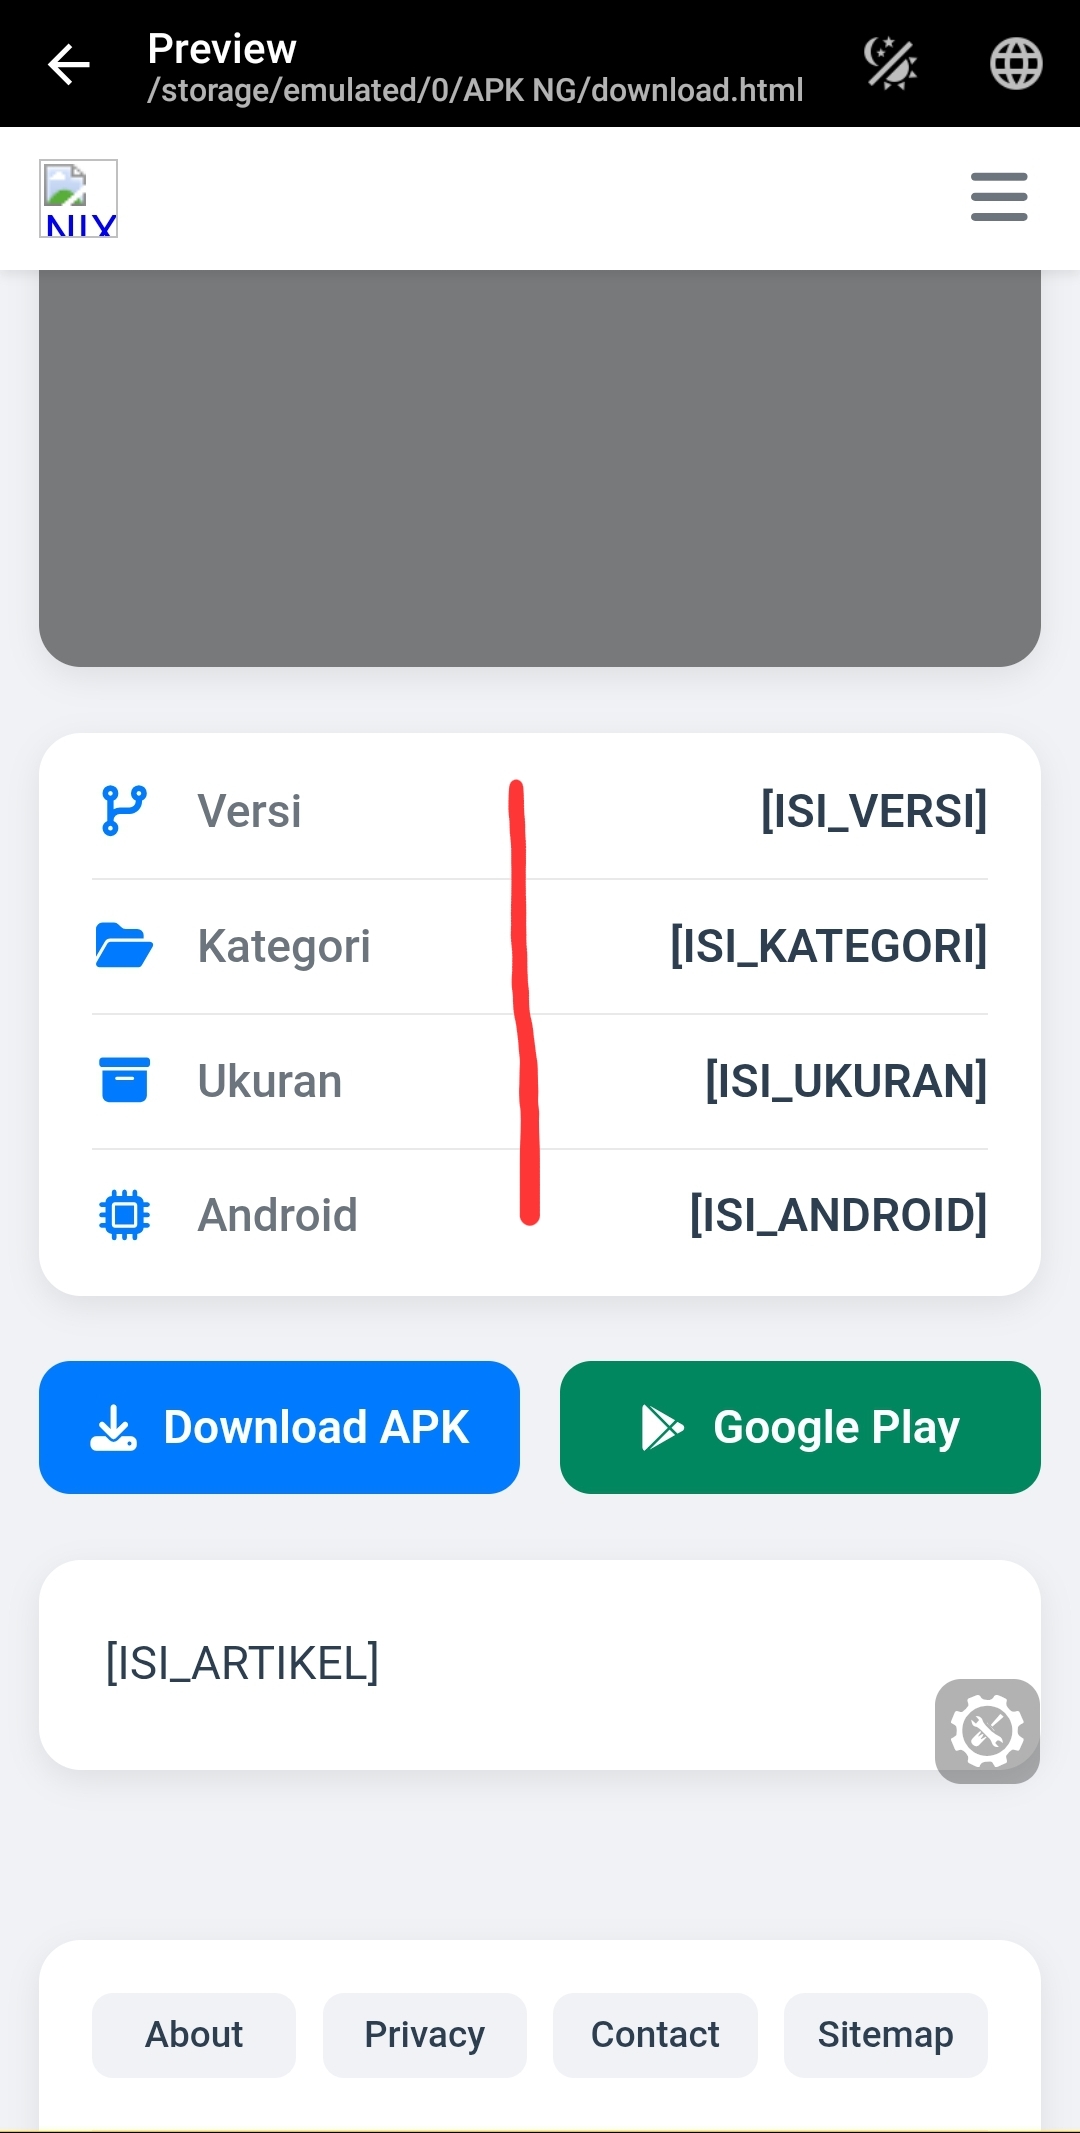 Preview
/storage/emulated/0/APK NG/download.html
NIX
Versi [ISI_VERSI]
Kategori [ISI_KATEGORI]
Ukuran [ISI_UKURAN]
Android [ISI_ANDROID]
Download APK Google Play
[ISI_ARTIKEL]
About Privacy Contact Sitemap